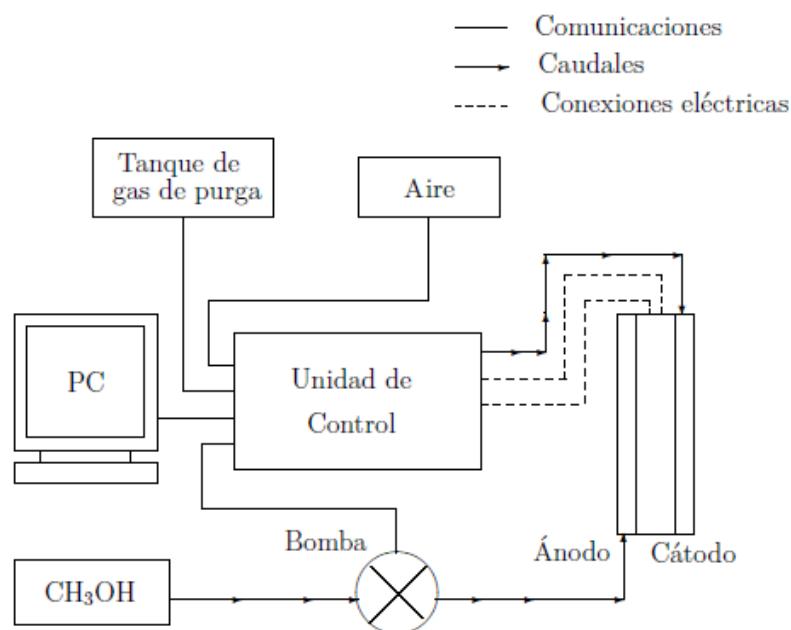 Comunicaciones
Caudales
Conexiones eléctricas
Tanque de
gas de purga
Aire
PC
Unidad de
Control
Bomba
Ánodo
Cátodo
CH₃OH